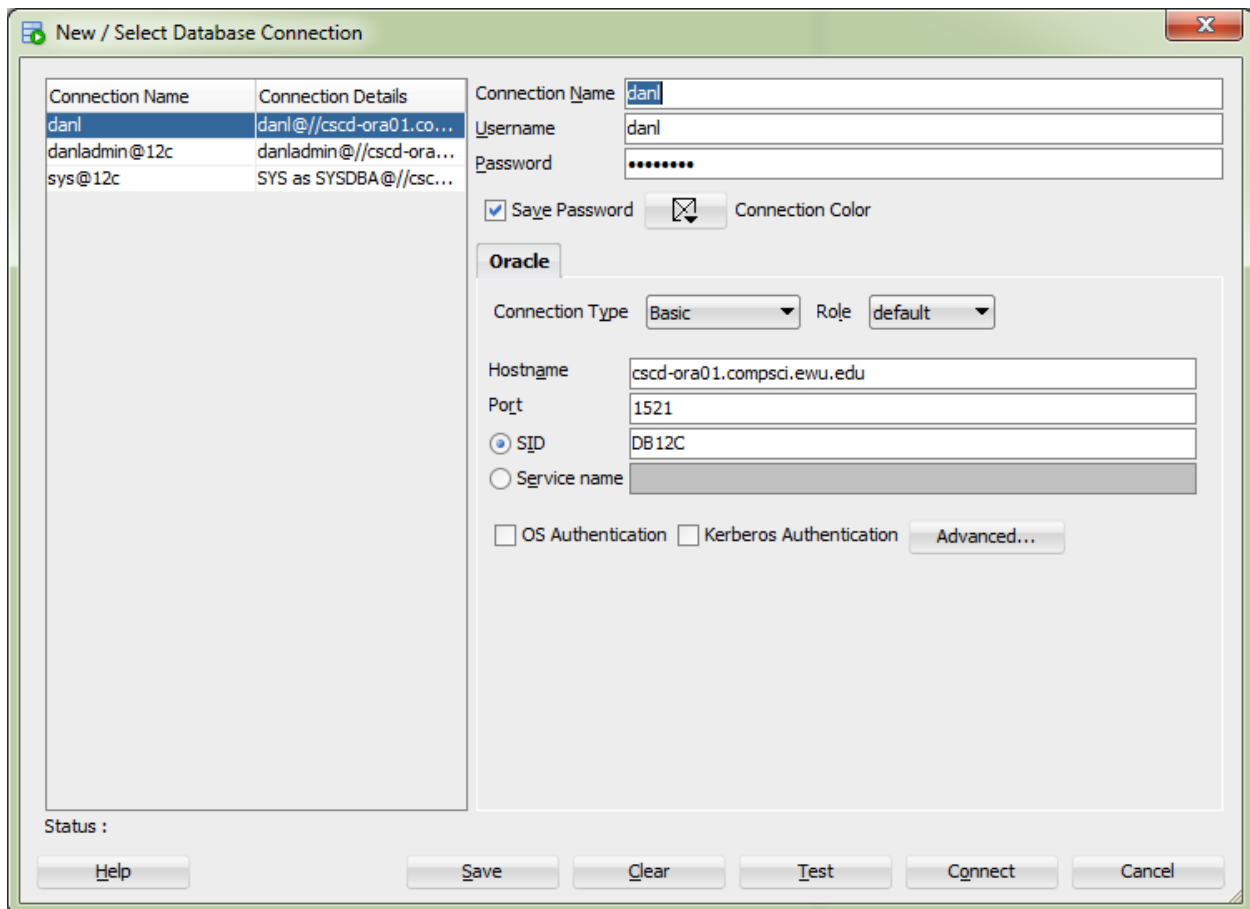 New / Select Database Connection
Connection Name Connection Details
danl danl@//cscd-ora01.co...
danladmin@12c danladmin@//cscd-ora...
sys@12c SYS as SYSDBA@//csc...
Connection Name danl
Username danl
Password ••••••••
Save Password Connection Color
Oracle
Connection Type Basic Role default
Hostname cscd-ora01.compsci.ewu.edu
Port 1521
SID DB12C
Service name
OS Authentication Kerberos Authentication Advanced...
Status :
Help Save Clear Test Connect Cancel